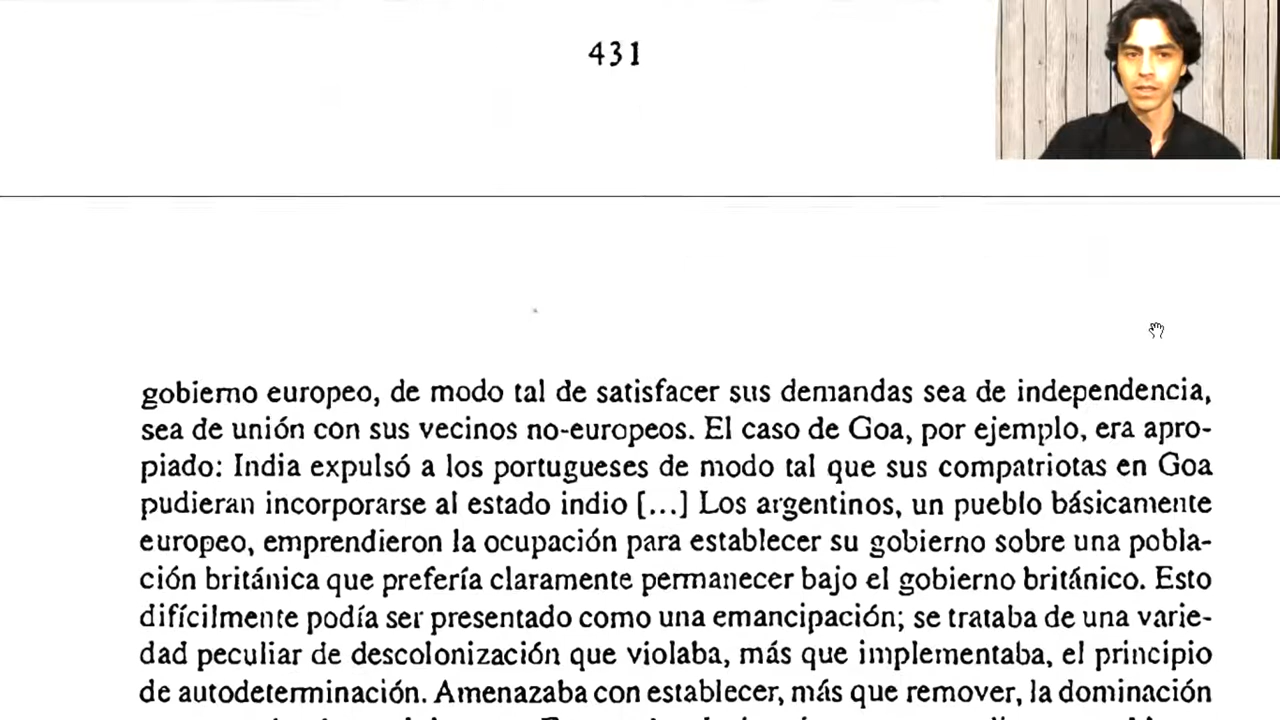 431
gobierno europeo, de modo tal de satisfacer sus demandas sea de independencia,
sea de unión con sus vecinos no-europeos. El caso de Goa, por ejemplo, era apro-
piado: India expulsó a los portugueses de modo tal que sus compatriotas en Goa
pudieran incorporarse al estado indio [...] Los argentinos, un pueblo básicamente
europeo, emprendieron la ocupación para establecer su gobierno sobre una pobla-
ción británica que prefería claramente permanecer bajo el gobierno británico. Esto
difícilmente podía ser presentado como una emancipación; se trataba de una varie-
dad peculiar de descolonización que violaba, más que implementaba, el principio
de autodeterminación. Amenazaba con establecer, más que remover, la dominación